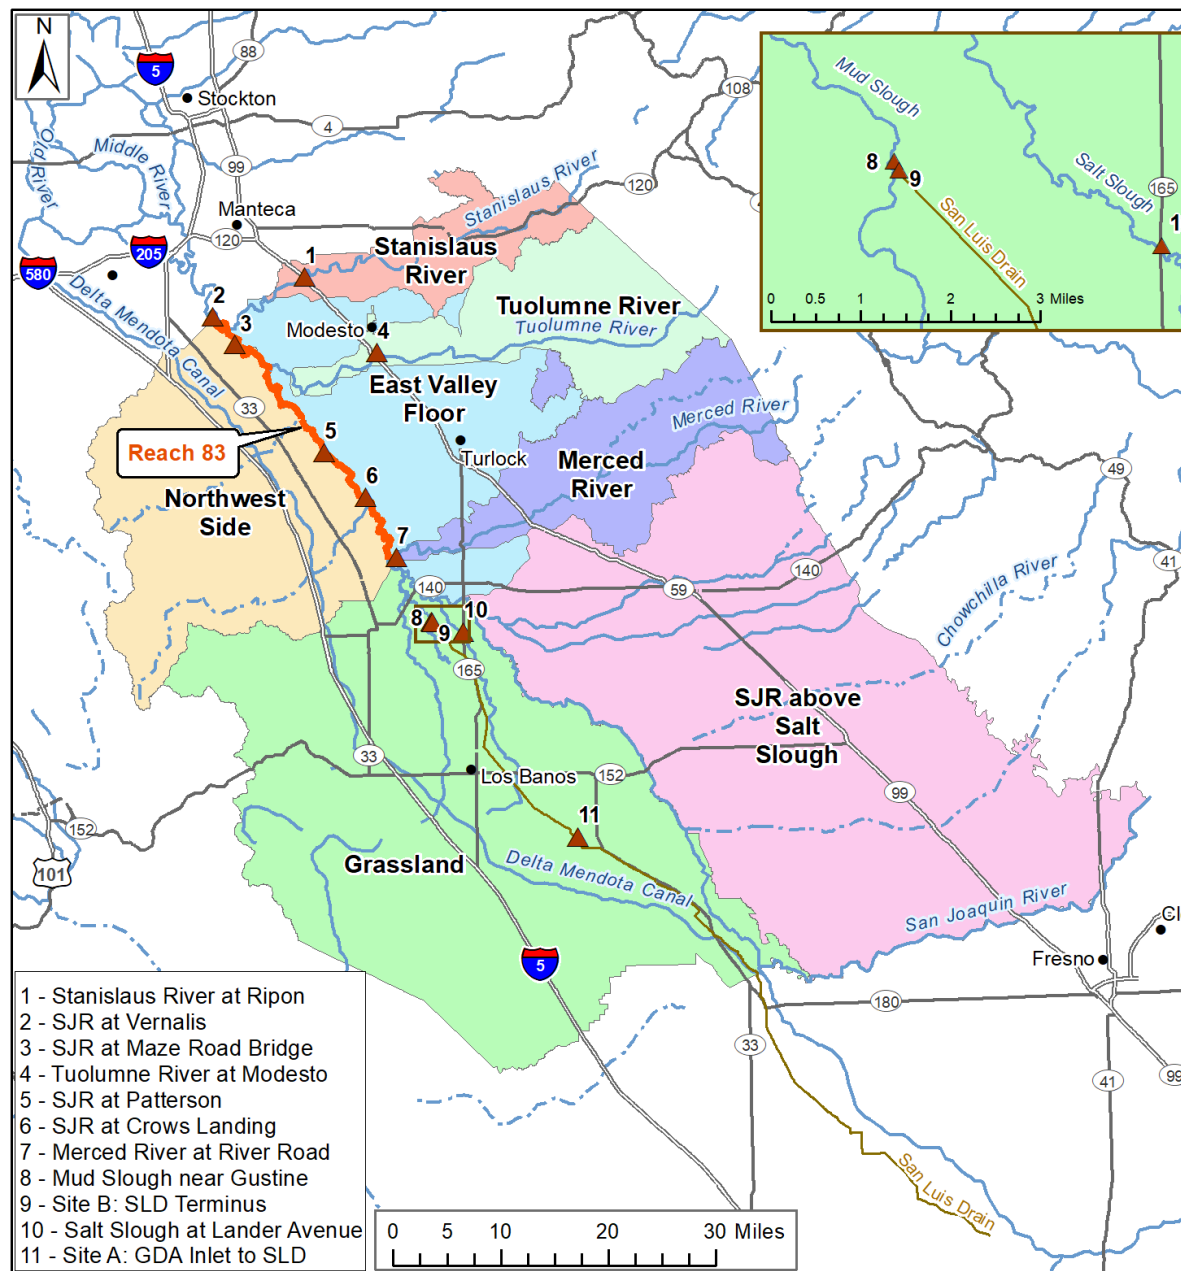 N
5
88
Stockton
4
108
Old River
Middle River
99
Manteca
120
205
580
Stanislaus River
120
1
Stanislaus
River
2
3
Delta Mendota Canal
Modesto
4
Tuolumne River
Tuolumne River
East Valley
Floor
33
Reach 83
5
Turlock
Merced River
Merced
River
6
Northwest
Side
7
49
41
140
140
59
Chowchilla River
8
9
10
165
SJR above
Salt
Slough
33
Los Banos
152
152
99
101
11
Grassland
Delta Mendota Canal
San Joaquin River
Cl
Fresno
5
180
33
41
99
San Luis Drain
Mud Slough
8
9
Salt Slough
165
1
San Luis Drain
0 0.5 1 2 3 Miles
1 - Stanislaus River at Ripon
2 - SJR at Vernalis
3 - SJR at Maze Road Bridge
4 - Tuolumne River at Modesto
5 - SJR at Patterson
6 - SJR at Crows Landing
7 - Merced River at River Road
8 - Mud Slough near Gustine
9 - Site B: SLD Terminus
10 - Salt Slough at Lander Avenue
11 - Site A: GDA Inlet to SLD
0 5 10 20 30 Miles